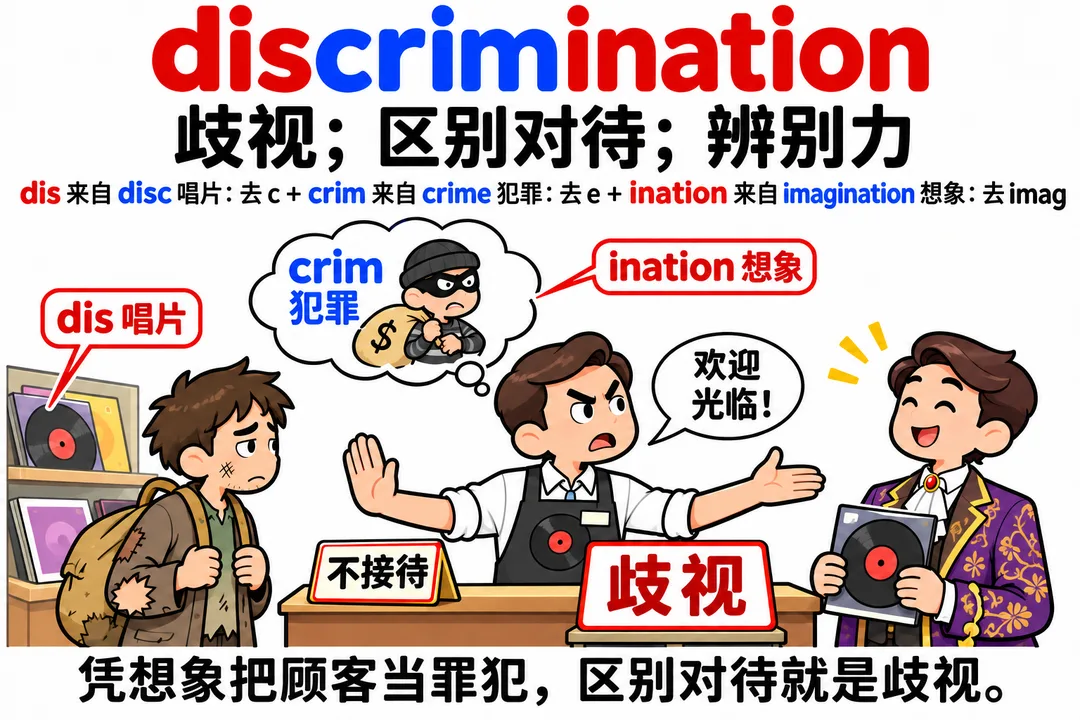 discrimination
歧视；区别对待；辨别力
dis 来自 disc 唱片：去 c + crim 来自 crime 犯罪：去 e + ination 来自 imagination 想象：去 imag
crim
犯罪
$
ination 想象
dis 唱片
欢迎
光临！
不接待
歧视
凭想象把顾客当罪犯，区别对待就是歧视。